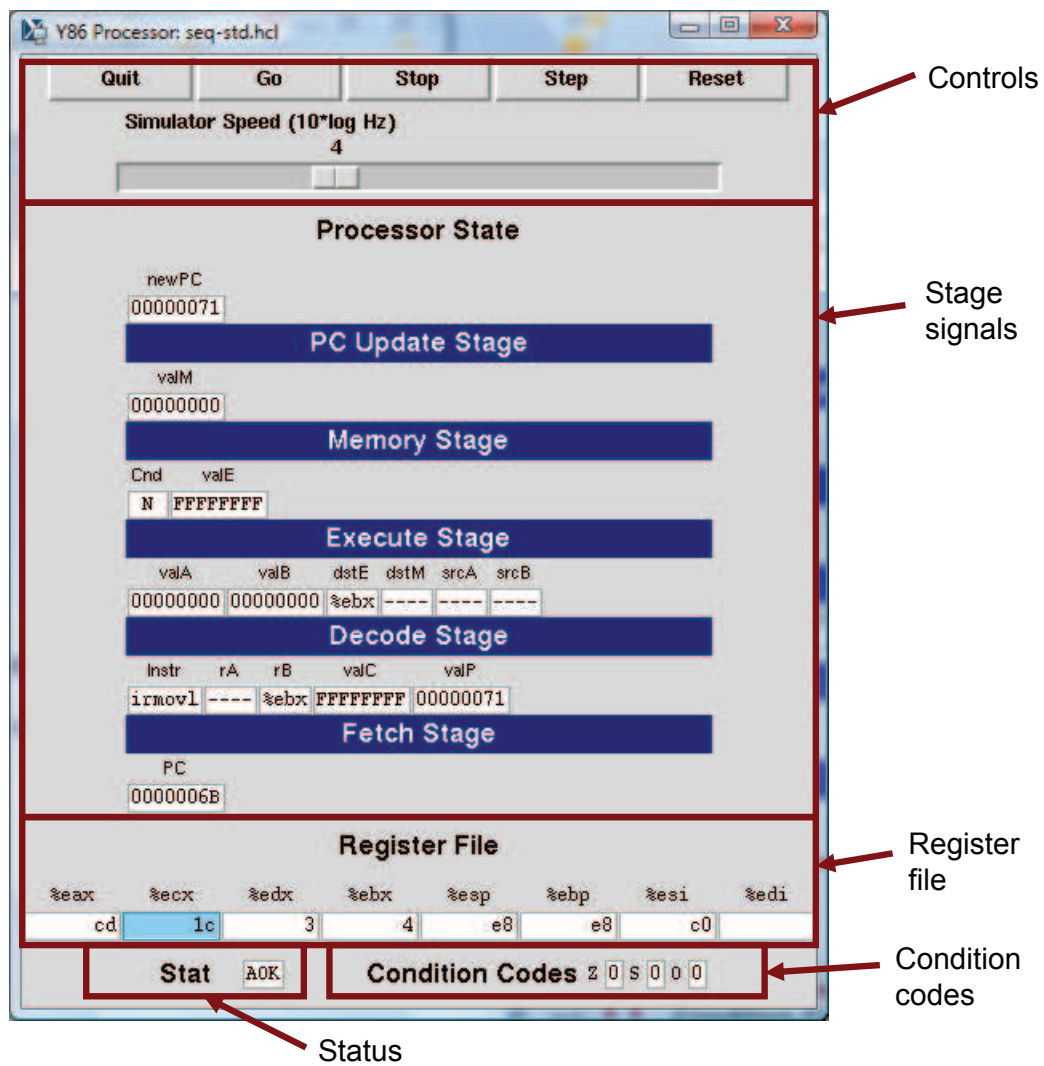 Y86 Processor: seq-std.hcl
Quit Go Stop Step Reset
Controls
Simulator Speed (10*log Hz)
4
Processor State
newPC
00000071
Stage
signals
PC Update Stage
valM
00000000
Memory Stage
Cnd valE
N FFFFFFFF
Execute Stage
valA valB dstE dstM srcA srcB
00000000 00000000 %ebx ---- ---- ----
Decode Stage
Instr rA rB valC valP
irmovl ---- %ebx FFFFFFFF 00000071
Fetch Stage
PC
0000006B
Register File
Register
file
%eax %ecx %edx %ebx %esp %ebp %esi %edi
cd 1c 3 4 e8 e8 c0
Stat AOK Condition Codes Z 0 S 0 O 0
Condition
codes
Status